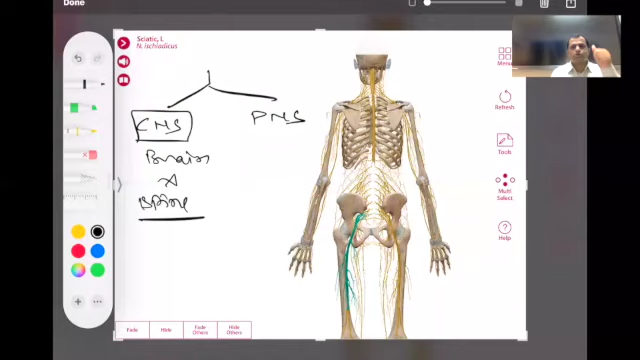 Done
Sciatic, L
N. ischiadicus
CNS
PNS
Brain
&
Spine
Menu
Refresh
Tools
Multi
Select
Help
Fade
Hide
Fade
Others
Hide
Others